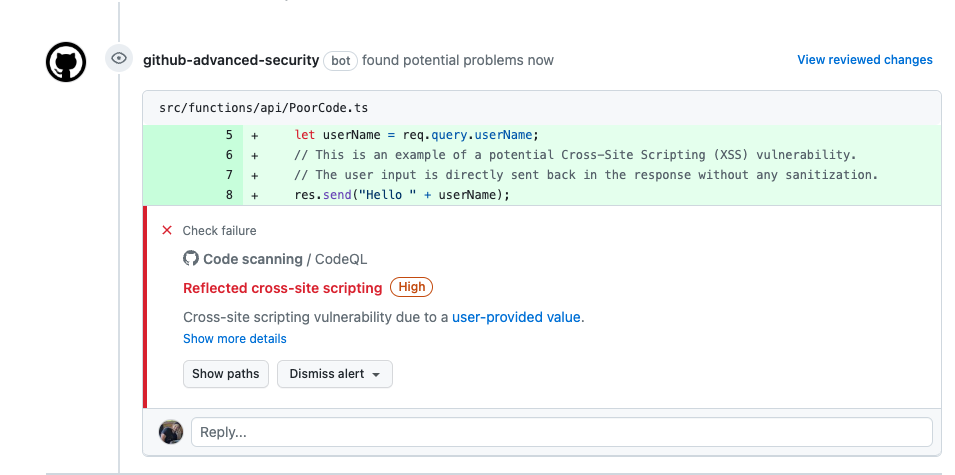 github-advanced-security bot found potential problems now View reviewed changes
src/functions/api/PoorCode.ts
5 + let userName = req.query.userName;
6 + // This is an example of a potential Cross-Site Scripting (XSS) vulnerability.
7 + // The user input is directly sent back in the response without any sanitization.
8 + res.send("Hello " + userName);
Check failure
Code scanning / CodeQL
Reflected cross-site scripting High
Cross-site scripting vulnerability due to a user-provided value.
Show more details
Show paths Dismiss alert
Reply...